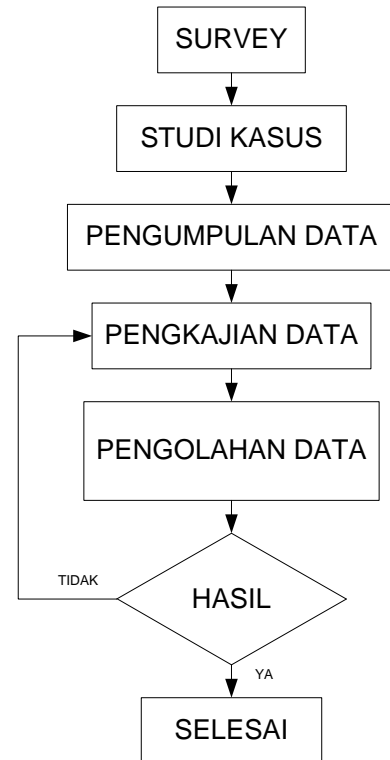 SURVEY
STUDI KASUS
PENGUMPULAN DATA
PENGKAJIAN DATA
PENGOLAHAN DATA
TIDAK
HASIL
YA
SELESAI